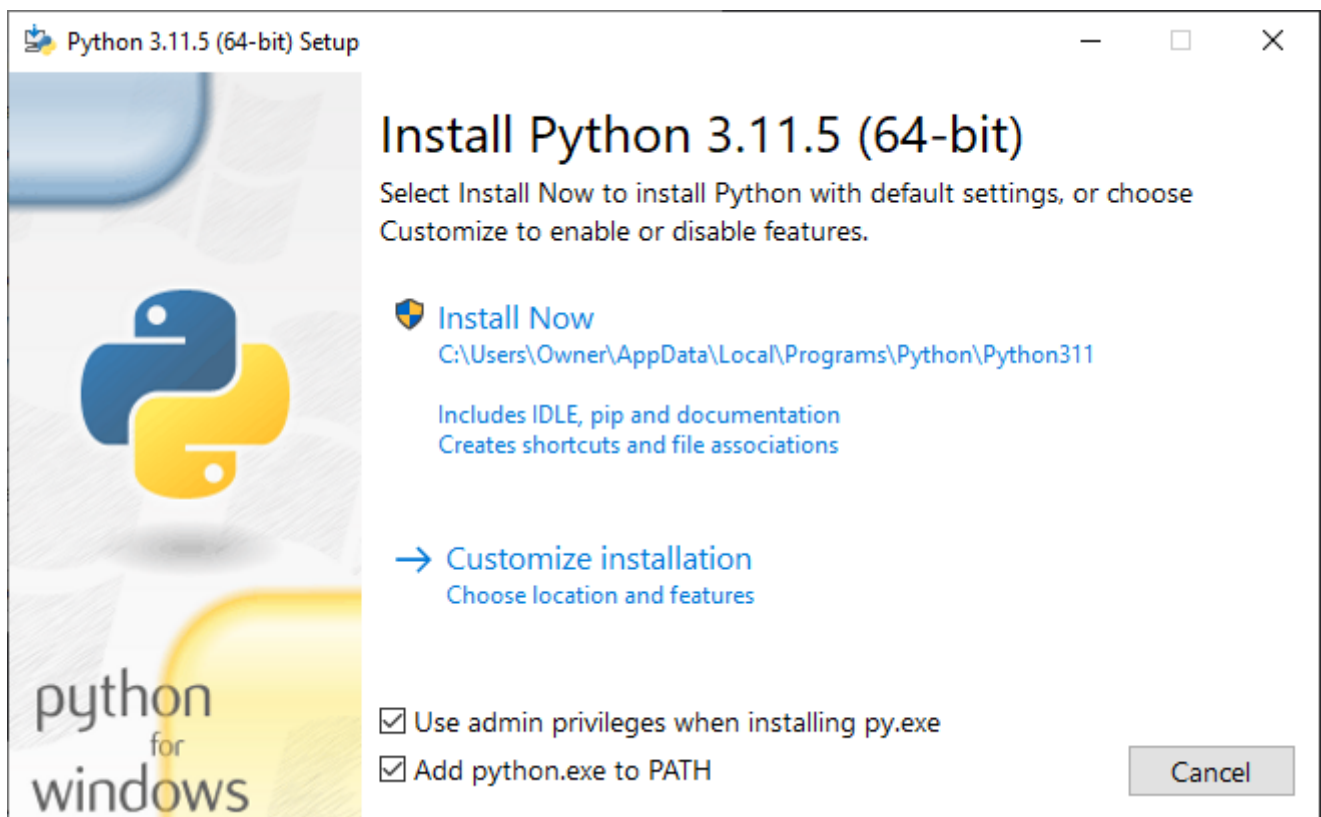 Python 3.11.5 (64-bit) Setup
Install Python 3.11.5 (64-bit)
Select Install Now to install Python with default settings, or choose
Customize to enable or disable features.
Install Now
C:\Users\Owner\AppData\Local\Programs\Python\Python311
Includes IDLE, pip and documentation
Creates shortcuts and file associations
Customize installation
Choose location and features
python
for
windows
Use admin privileges when installing py.exe
Add python.exe to PATH
Cancel